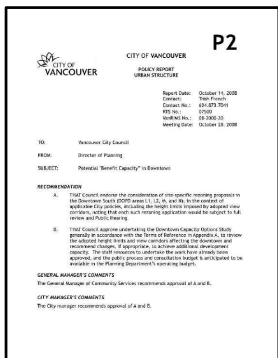 P2
CITY OF VANCOUVER
CITY OF
VANCOUVER
POLICY REPORT
URBAN STRUCTURE
Report Date: October 14, 2008
Contact: Trish French
Contact No.: 604.873.7041
RTS No.: 07500
VanRIMS No.: 08-2000-20
Meeting Date: October 28, 2008
TO: Vancouver City Council
FROM: Director of Planning
SUBJECT: Potential "Benefit Capacity" in Downtown
RECOMMENDATION
A. THAT Council endorse the consideration of site-specific rezoning proposals in
the Downtown South (DODP areas L1, L2, M, and N), in the context of
applicable City policies, including the height limits imposed by adopted view
corridors, noting that each such rezoning application would be subject to full
review and Public Hearing.
B. THAT Council approve undertaking the Downtown Capacity Options Study
generally in accordance with the Terms of Reference in Appendix A, to review
the adopted height limits and view corridors affecting the downtown and
recommend changes, if appropriate, to achieve additional development
capacity. The staff resources to undertake the work have already been
approved, and the public process and consultation budget is anticipated to be
available in the Planning Department's operating budget.
GENERAL MANAGER'S COMMENTS
The General Manager of Community Services recommends approval of A and B.
CITY MANAGER'S COMMENTS
The City manager recommends approval of A and B.